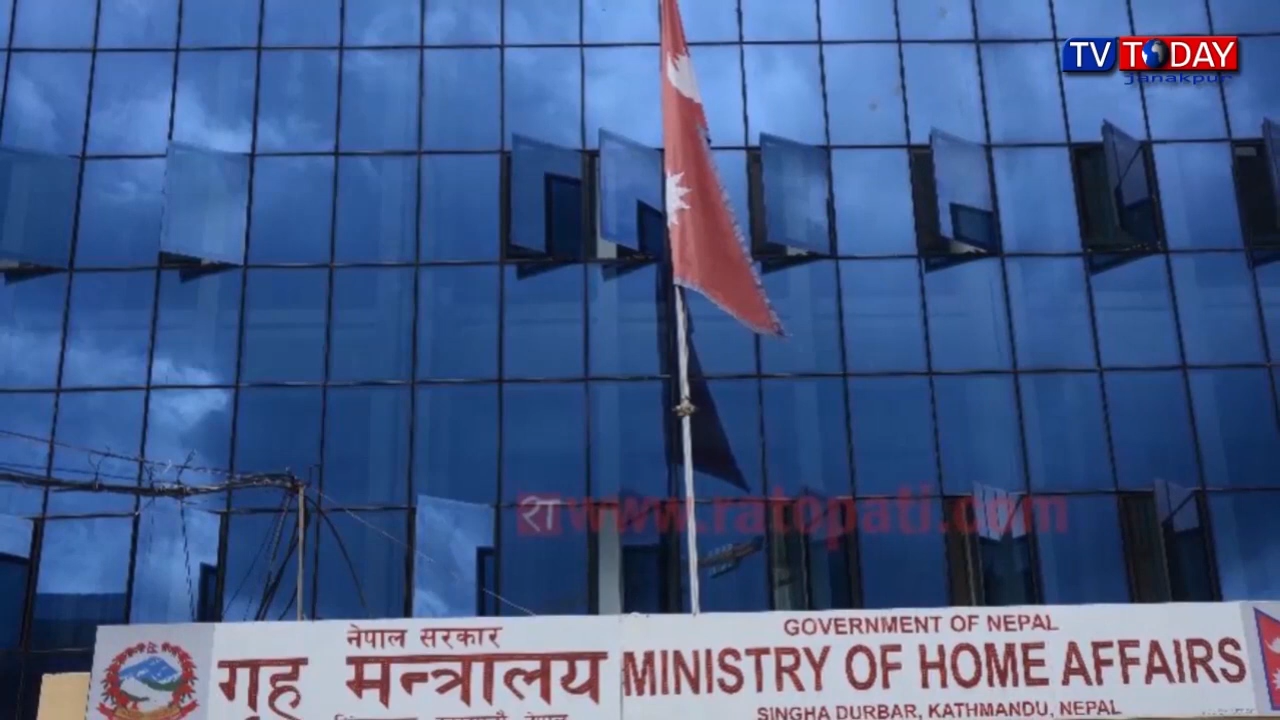 TV TODAY
Janakpur
रा www.ratopati.com
नेपाल सरकार
गृह मन्त्रालय
GOVERNMENT OF NEPAL
MINISTRY OF HOME AFFAIRS
SINGHA DURBAR, KATHMANDU, NEPAL